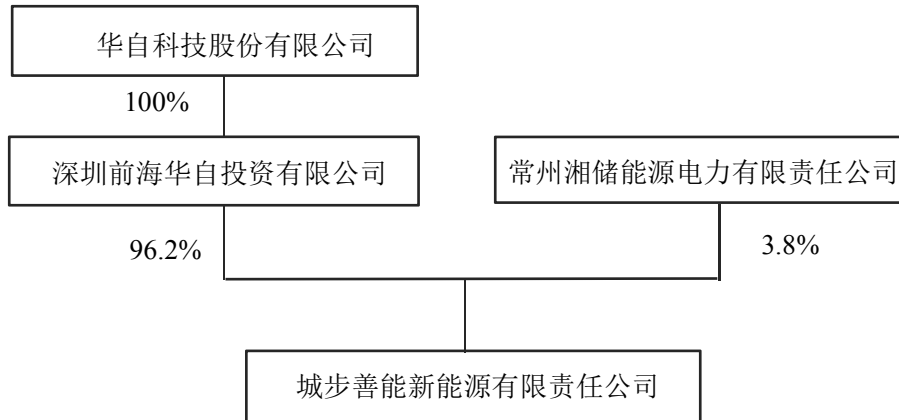 华自科技股份有限公司
100%
深圳前海华自投资有限公司
常州湘储能源电力有限责任公司
96.2%
3.8%
城步善能新能源有限责任公司